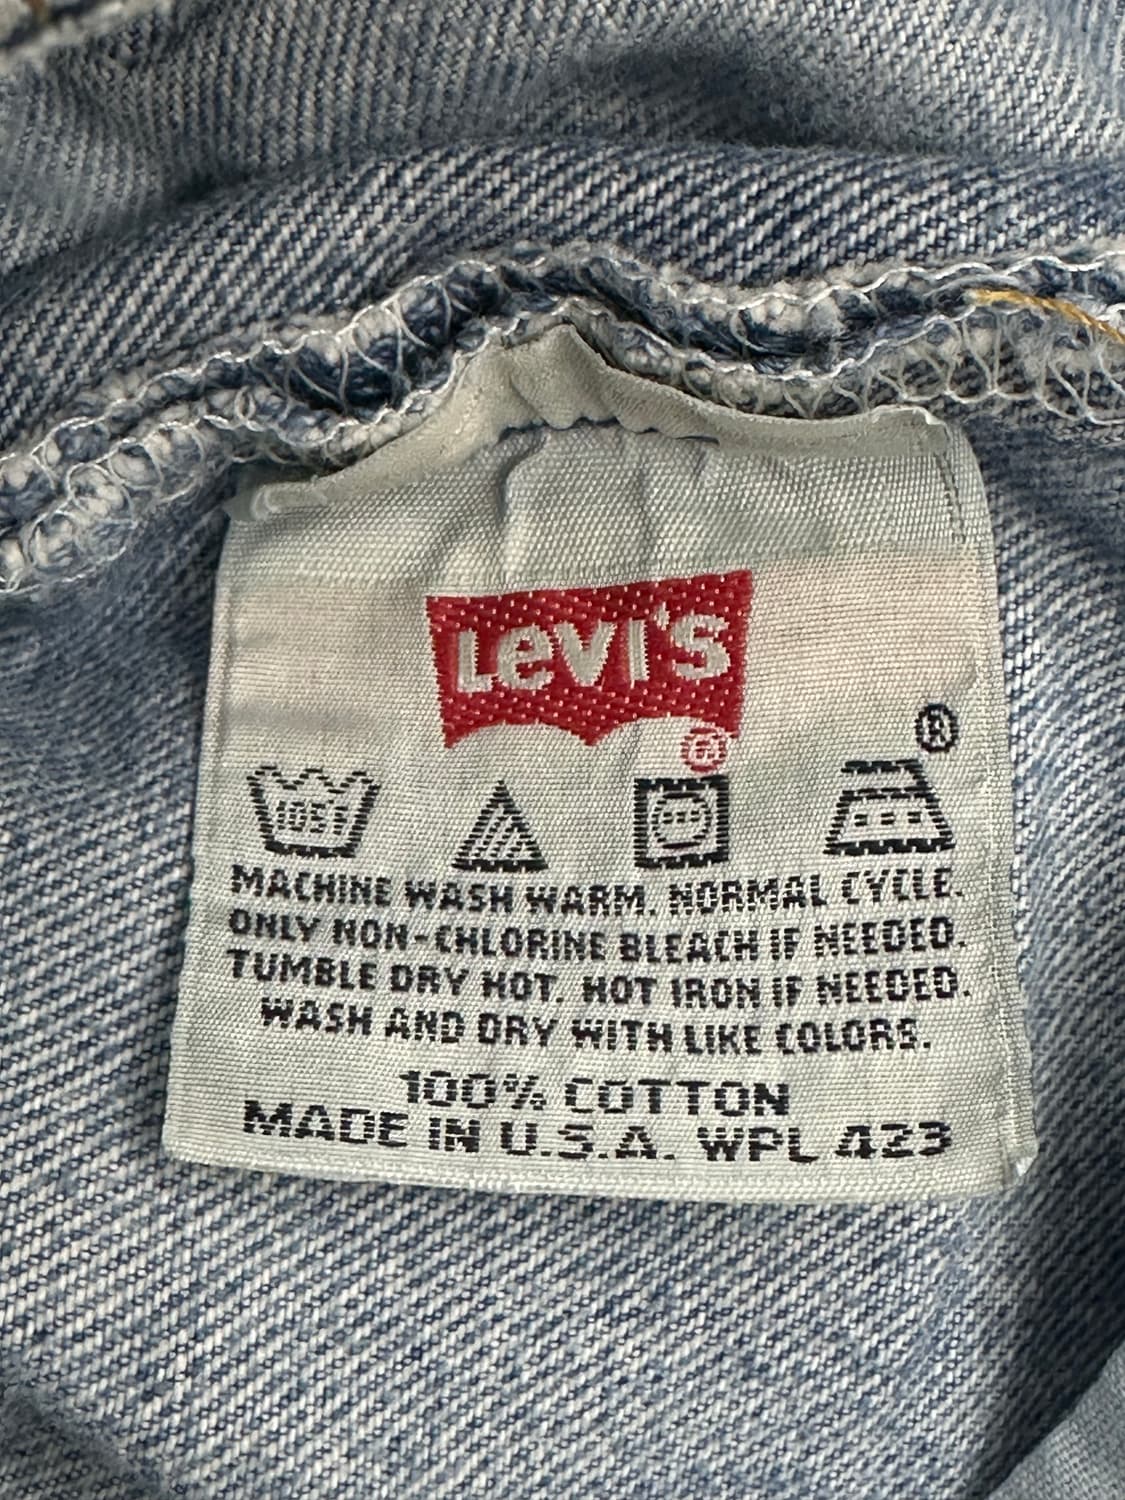 Levi's
®
®
105F
MACHINE WASH WARM. NORMAL CYCLE.
ONLY NON-CHLORINE BLEACH IF NEEDED.
TUMBLE DRY HOT. HOT IRON IF NEEDED.
WASH AND DRY WITH LIKE COLORS.
100% COTTON
MADE IN U.S.A. WPL 423